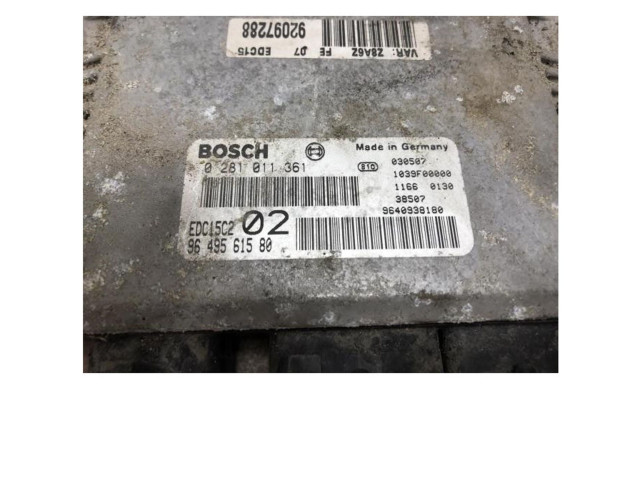 92097288
VAR: Z8A6Z FE 07 EDC15
BOSCH
Made in Germany
0 281 011 361
810
030507
1039F00000
1166 0130
38507
9640938180
EDC15C2 02
96 495 615 80